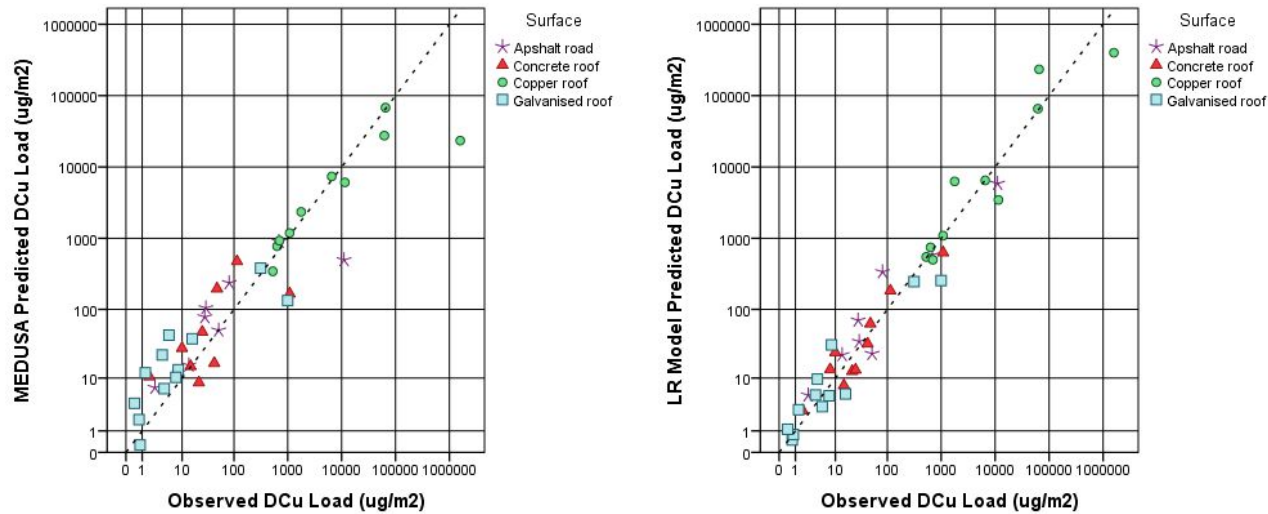 MEDUSA Predicted DCu Load (ug/m2)
1000000
100000
10000
1000
100
10
1
0
0 1 10 100 1000 10000 100000 1000000
Observed DCu Load (ug/m2)
Surface
Apshalt road
Concrete roof
Copper roof
Galvanised roof
LR Model Predicted DCu Load (ug/m2)
1000000
100000
10000
1000
100
10
1
0
0 1 10 100 1000 10000 100000 1000000
Observed DCu Load (ug/m2)
Surface
Apshalt road
Concrete roof
Copper roof
Galvanised roof